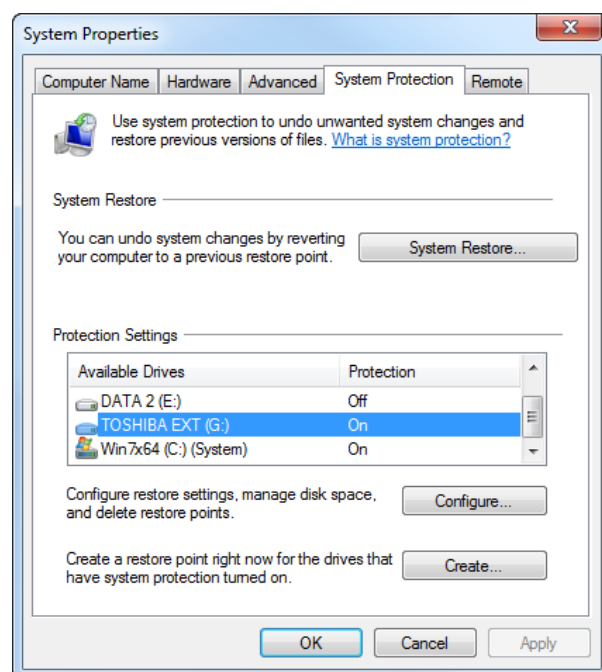 System Properties
Computer Name Hardware Advanced System Protection Remote
Use system protection to undo unwanted system changes and
restore previous versions of files. What is system protection?
System Restore
You can undo system changes by reverting
your computer to a previous restore point.
System Restore...
Protection Settings
Available Drives Protection
DATA 2 (E:) Off
TOSHIBA EXT (G:) On
Win7x64 (C:) (System) On
Configure restore settings, manage disk space,
and delete restore points.
Configure...
Create a restore point right now for the drives that
have system protection turned on.
Create...
OK Cancel Apply